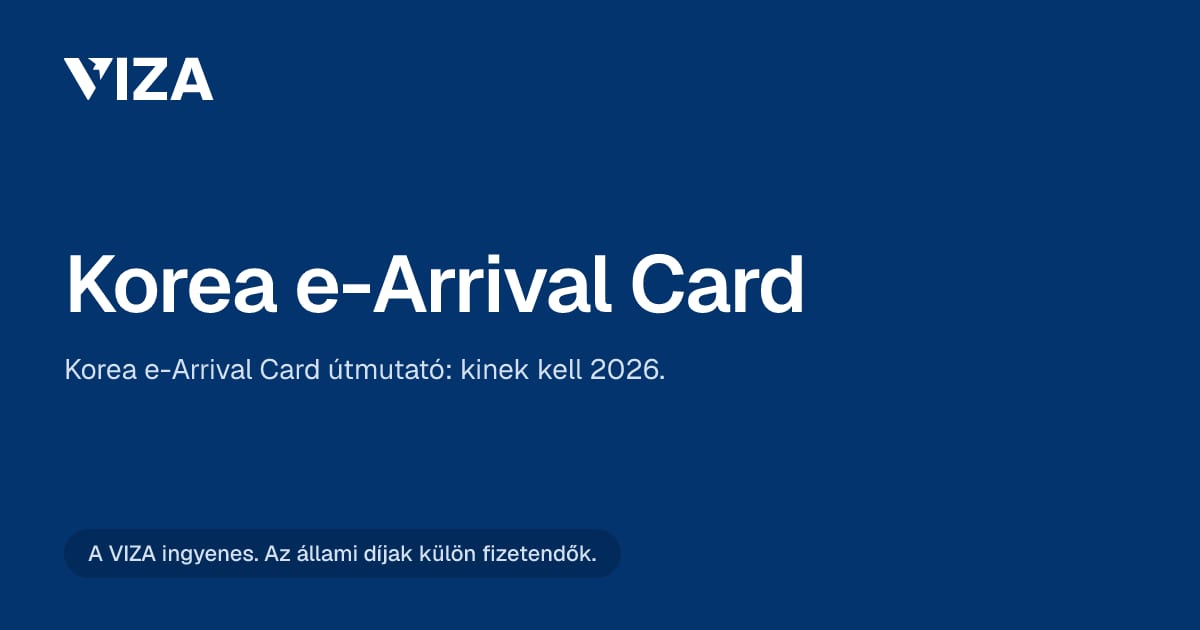 VIZA
Korea e-Arrival Card
Korea e-Arrival Card útmutató: kinek kell 2026.
A VIZA ingyenes. Az állami díjak külön fizetendők.